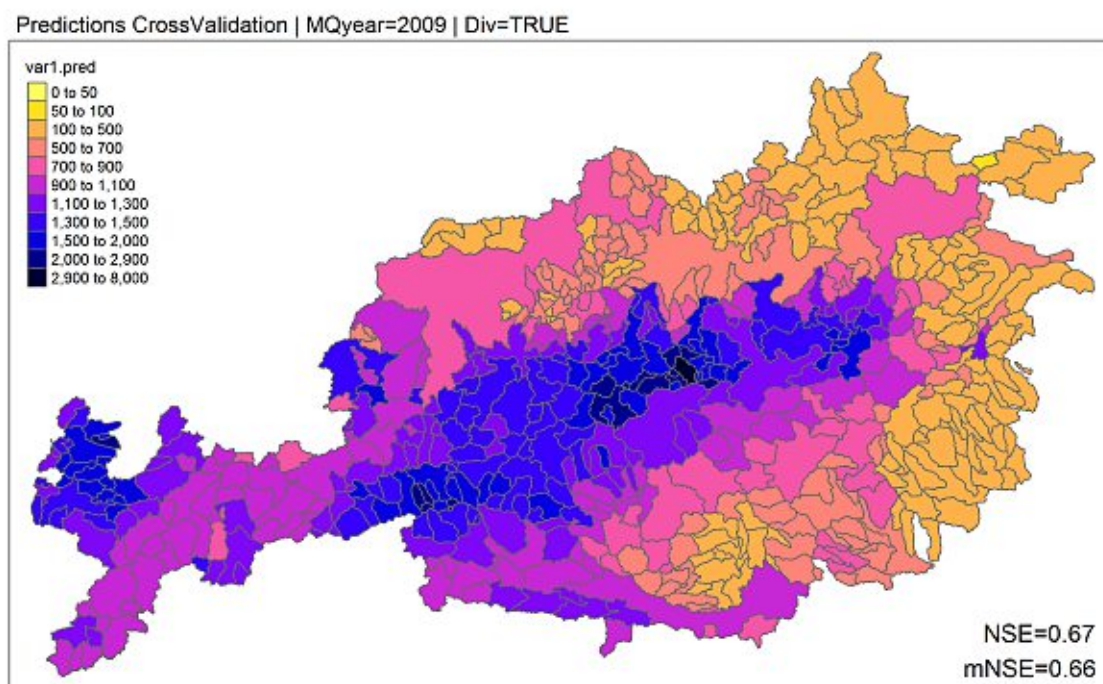 Predictions CrossValidation | MQyear=2009 | Div=TRUE
var1.pred
0 to 50
50 to 100
100 to 500
500 to 700
700 to 900
900 to 1,100
1,100 to 1,300
1,300 to 1,500
1,500 to 2,000
2,000 to 2,900
2,900 to 8,000
NSE=0.67
mNSE=0.66